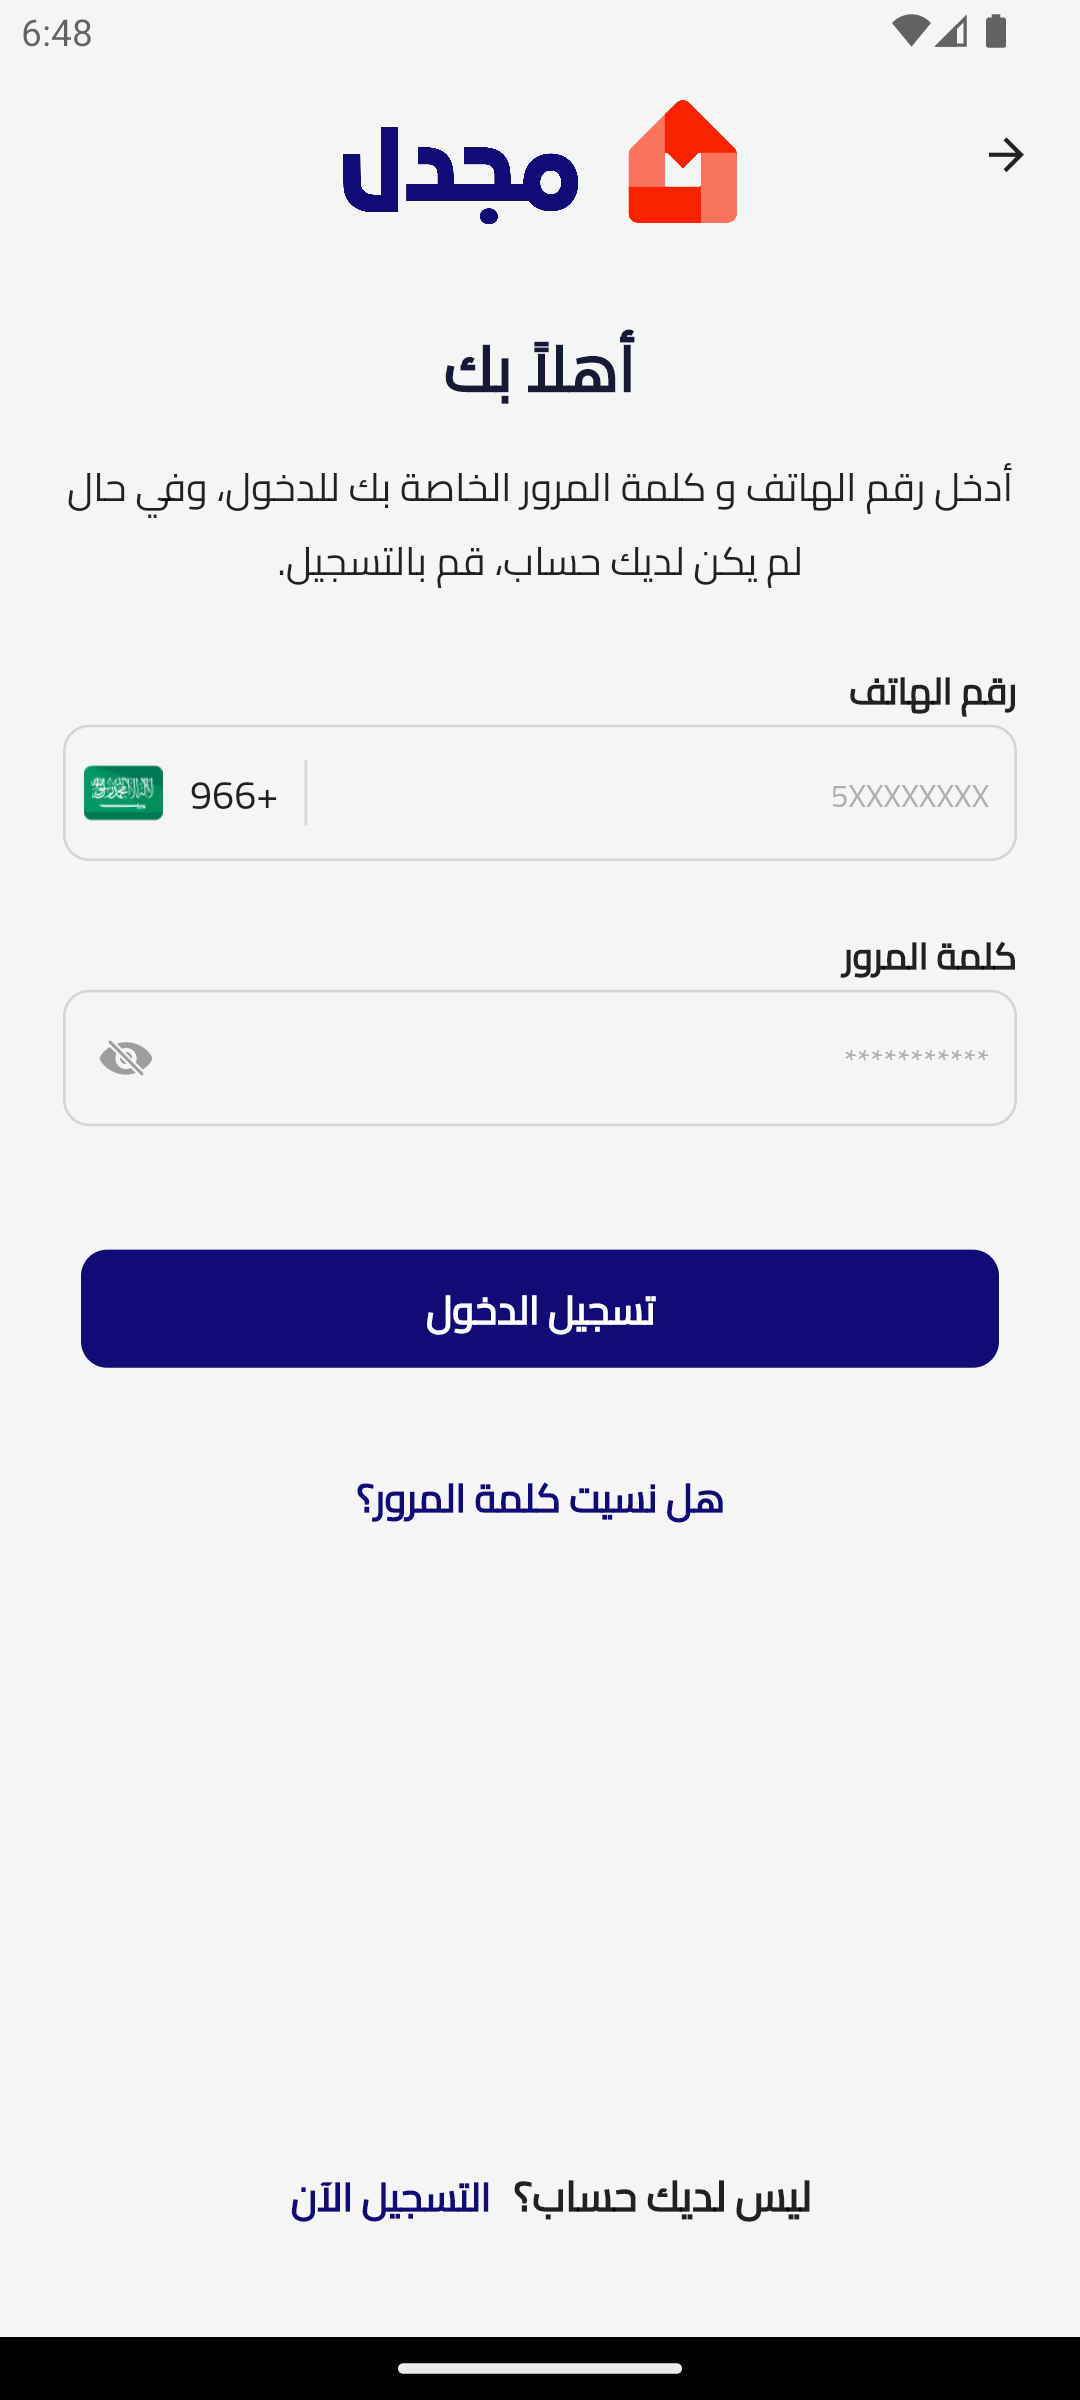 6:48
مجدل
أهلاً بك
أدخل رقم الهاتف و كلمة المرور الخاصة بك للدخول، وفي حال
لم يكن لديك حساب، قم بالتسجيل.
رقم الهاتف
966+
5XXXXXXXX
كلمة المرور
***********
تسجيل الدخول
هل نسيت كلمة المرور؟
ليس لديك حساب؟ التسجيل الآن